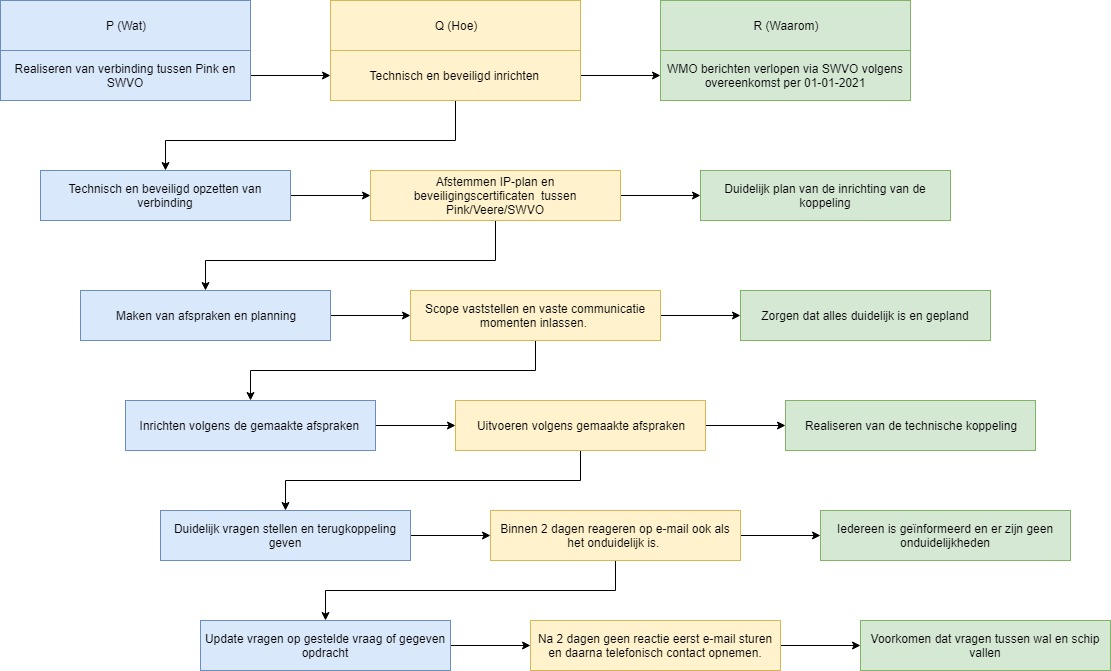 P (Wat)
Q (Hoe)
R (Waarom)
Realiseren van verbinding tussen Pink en
SWVO
Technisch en beveiligd inrichten
WMO berichten verlopen via SWVO volgens
overeenkomst per 01-01-2021
Technisch en beveiligd opzetten van
verbinding
Afstemmen IP-plan en
beveiligingscertificaten tussen
Pink/Veere/SWVO
Duidelijk plan van de inrichting van de
koppeling
Maken van afspraken en planning
Scope vaststellen en vaste communicatie
momenten inlassen.
Zorgen dat alles duidelijk is en gepland
Inrichten volgens de gemaakte afspraken
Uitvoeren volgens gemaakte afspraken
Realiseren van de technische koppeling
Duidelijk vragen stellen en terugkoppeling
geven
Binnen 2 dagen reageren op e-mail ook als
het onduidelijk is.
Iedereen is geïnformeerd en er zijn geen
onduidelijkheden
Update vragen op gestelde vraag of gegeven
opdracht
Na 2 dagen geen reactie eerst e-mail sturen
en daarna telefonisch contact opnemen.
Voorkomen dat vragen tussen wal en schip
vallen